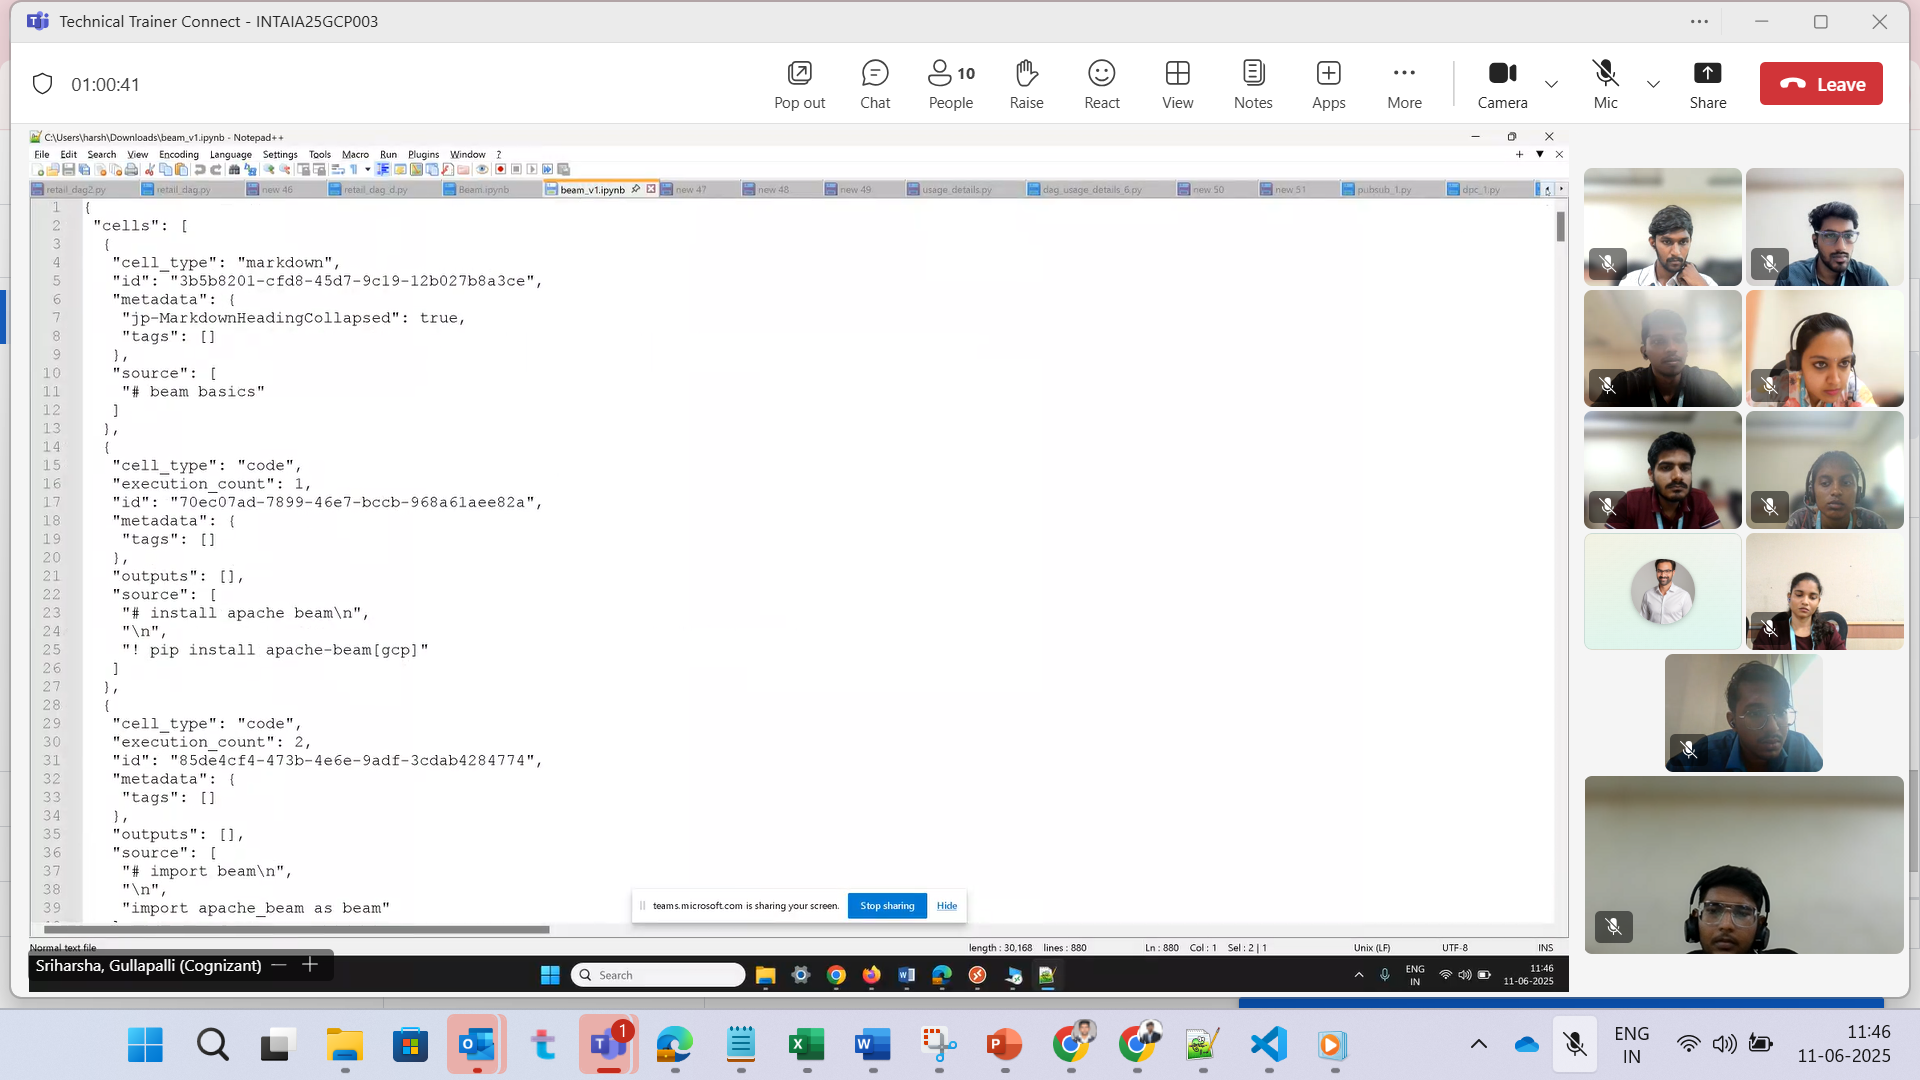 Technical Trainer Connect - INTAIA25GCP003
01:00:41
Pop out
Chat
People
10
Raise
React
View
Notes
Apps
More
Camera
Mic
Share
Leave
C:\Users\harsh\Downloads\beam_v1.ipynb - Notepad++
File Edit Search View Encoding Language Settings Tools Macro Run Plugins Window ?
retail_dag2.py retail_dag.py new 46 retail_dag_d.py Beam.ipynb beam_v1.ipynb new 47 new 48 new 49 usage_details.py dag_usage_details_6.py new 50 new 51 pubsub_1.py dpc_1.py
1 {
2 "cells": [
3 {
4 "cell_type": "markdown",
5 "id": "3b5b8201-cfd8-45d7-9c19-12b027b8a3ce",
6 "metadata": {
7 "jp-MarkdownHeadingCollapsed": true,
8 "tags": []
9 },
10 "source": [
11 "# beam basics"
12 ]
13 },
14 {
15 "cell_type": "code",
16 "execution_count": 1,
17 "id": "70ec07ad-7899-46e7-bccb-968a61aee82a",
18 "metadata": {
19 "tags": []
20 },
21 "outputs": [],
22 "source": [
23 "# install apache beam\n",
24 "\n",
25 "! pip install apache-beam[gcp]"
26 ]
27 },
28 {
29 "cell_type": "code",
30 "execution_count": 2,
31 "id": "85de4cf4-473b-4e6e-9adf-3cdab4284774",
32 "metadata": {
33 "tags": []
34 },
35 "outputs": [],
36 "source": [
37 "# import beam\n",
38 "\n",
39 "import apache_beam as beam"
teams.microsoft.com is sharing your screen.
Stop sharing
Hide
Normal text file
length : 30,168 lines : 880
Ln : 880 Col : 1 Sel : 2 | 1
Unix (LF)
UTF-8
INS
Sriharsha, Gullapalli (Cognizant)
Search
ENG
IN
11:46
11-06-2025
1
ENG
IN
11:46
11-06-2025